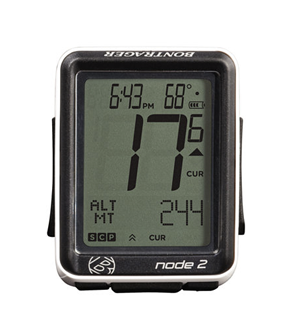 BONTRAGER
6:43 PM 68°
17 6
CUR
ALT
MT 244
SCP CUR
node 2